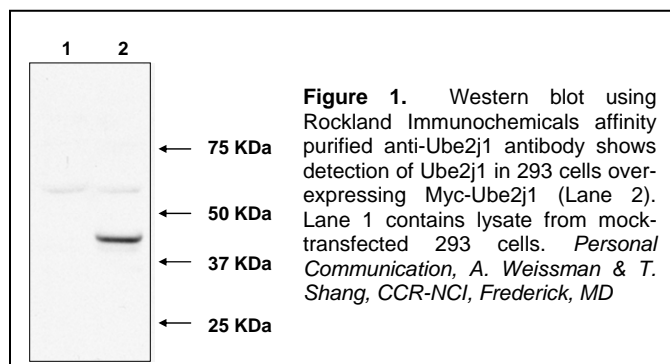 1 2
75 KDa
50 KDa
37 KDa
25 KDa
Figure 1. Western blot using
Rockland Immunochemicals affinity
purified anti-Ube2j1 antibody shows
detection of Ube2j1 in 293 cells over-
expressing Myc-Ube2j1 (Lane 2).
Lane 1 contains lysate from mock-
transfected 293 cells. Personal
Communication, A. Weissman & T.
Shang, CCR-NCI, Frederick, MD